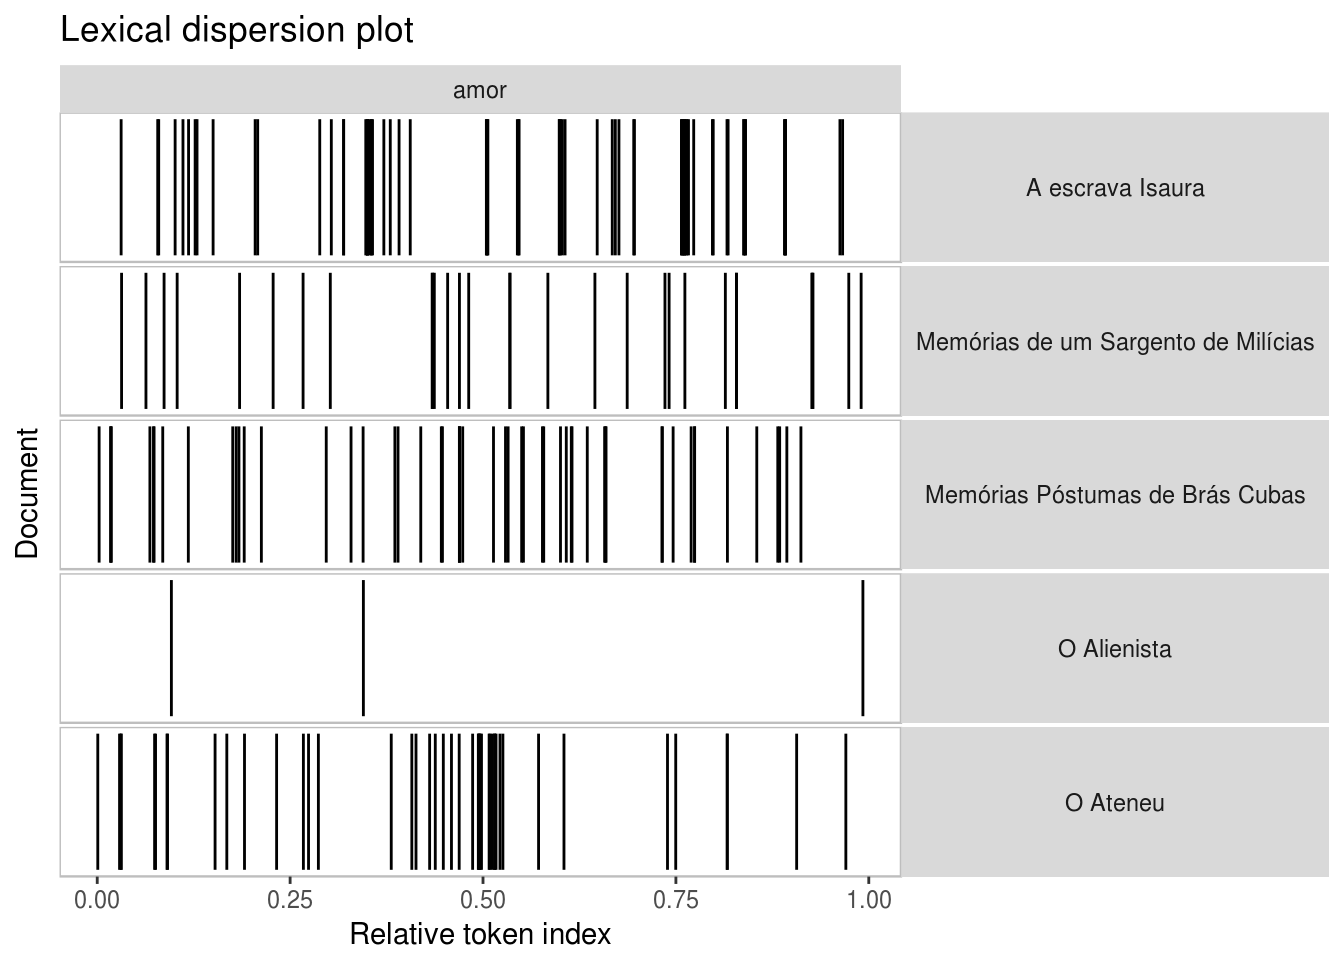 Lexical dispersion plot
amor
A escrava Isaura
Memórias de um Sargento de Milícias
Memórias Póstumas de Brás Cubas
O Alienista
O Ateneu
Document
0.00 0.25 0.50 0.75 1.00
Relative token index